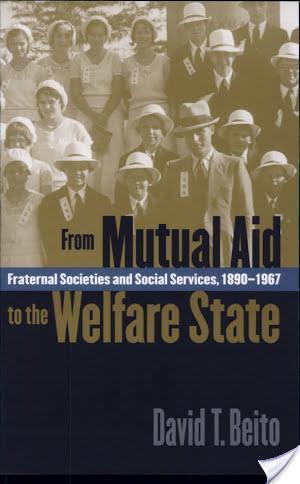 From Mutual Aid
Fraternal Societies and Social Services, 1890–1967
to the Welfare State
David T. Beito